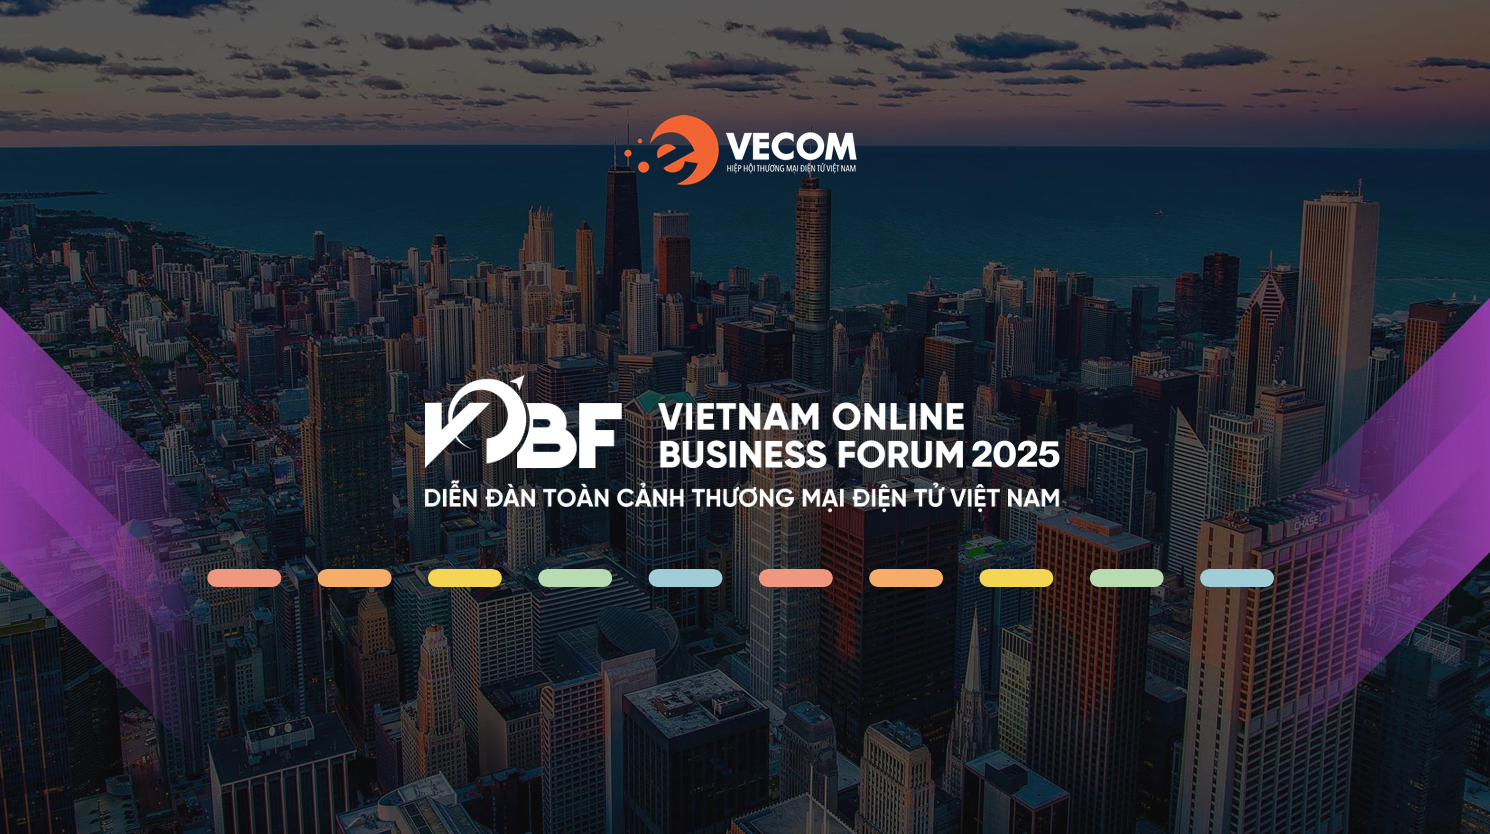 VECOM
HIỆP HỘI THƯƠNG MẠI ĐIỆN TỬ VIỆT NAM
VOBF
VIETNAM ONLINE
BUSINESS FORUM 2025
DIỄN ĐÀN TOÀN CẢNH THƯƠNG MẠI ĐIỆN TỬ VIỆT NAM
CHASE